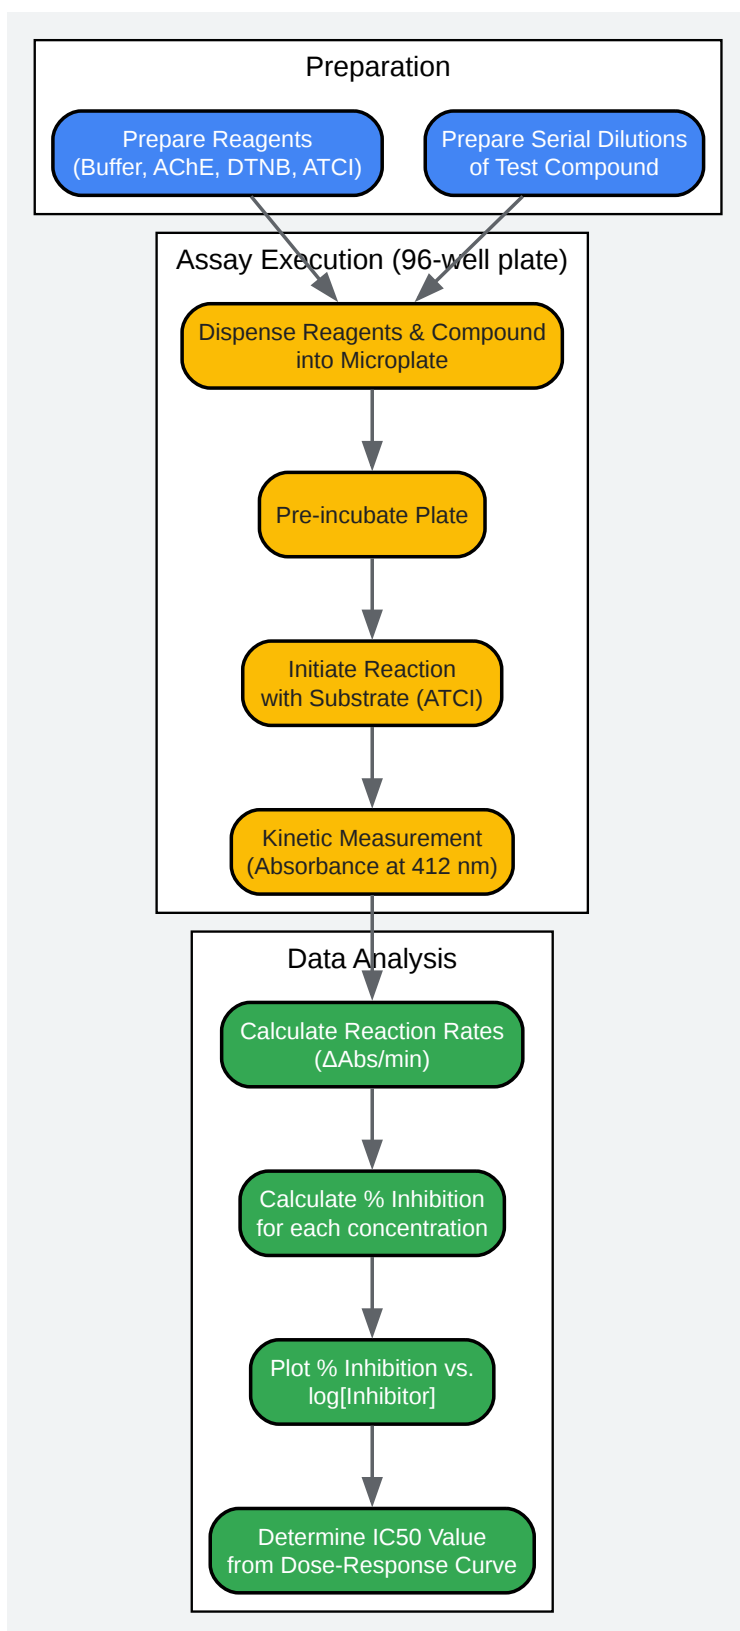 Preparation
Prepare Reagents
(Buffer, AChE, DTNB, ATCI)
Prepare Serial Dilutions
of Test Compound
Assay Execution (96-well plate)
Dispense Reagents & Compound
into Microplate
Pre-incubate Plate
Initiate Reaction
with Substrate (ATCI)
Kinetic Measurement
(Absorbance at 412 nm)
Data Analysis
Calculate Reaction Rates
(ΔAbs/min)
Calculate % Inhibition
for each concentration
Plot % Inhibition vs.
log[Inhibitor]
Determine IC50 Value
from Dose-Response Curve